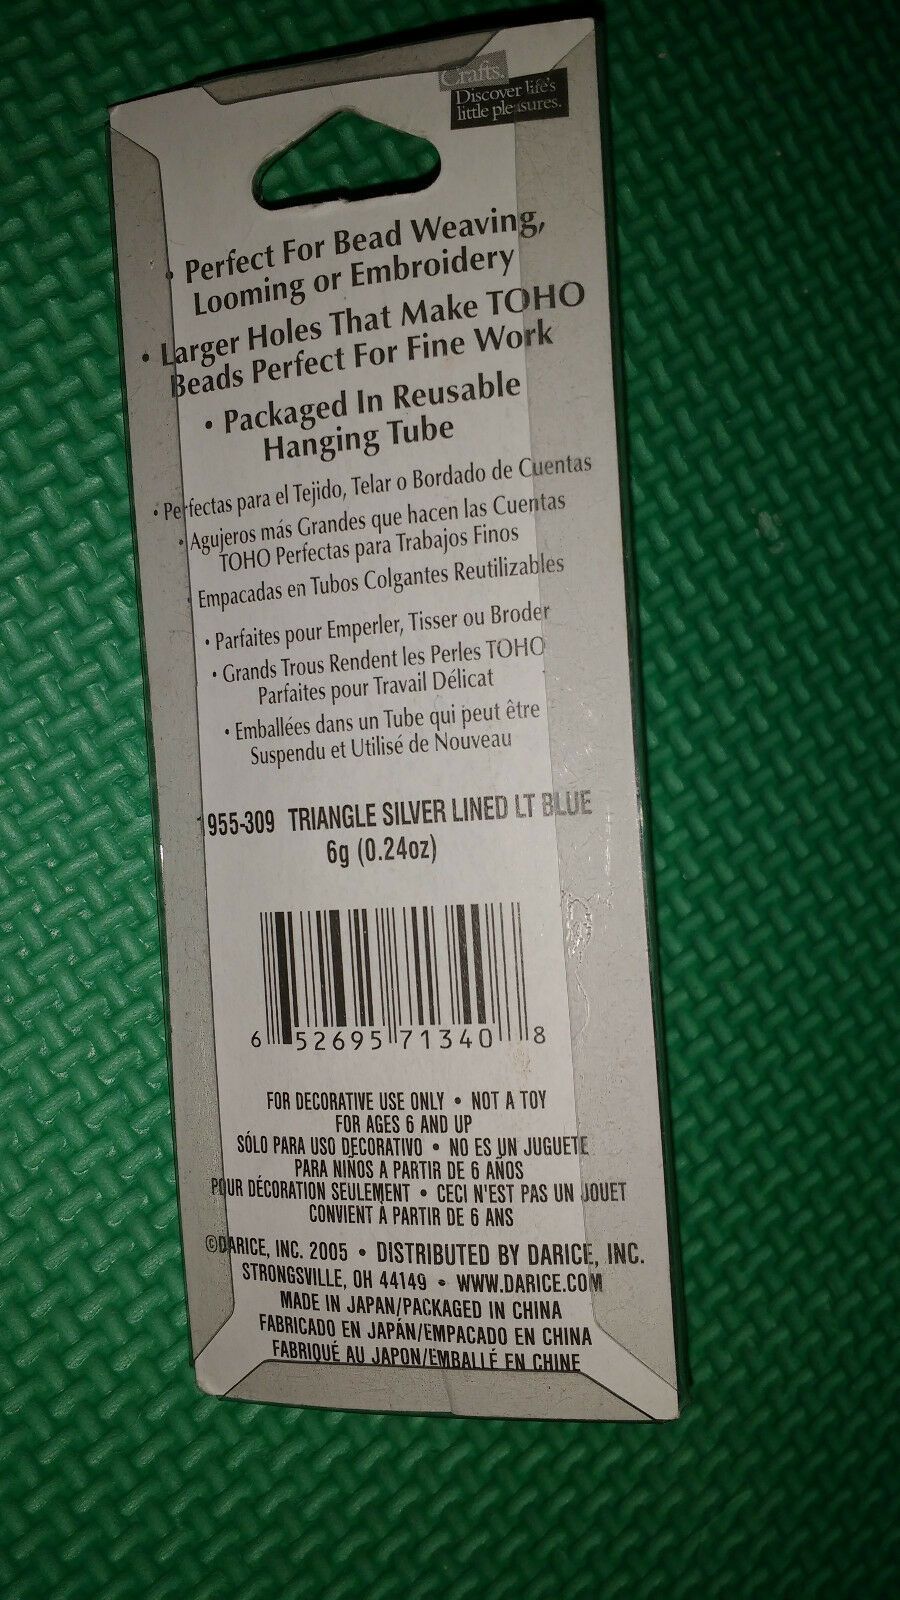 Crafts.
Discover life's
little pleasures.
• Perfect For Bead Weaving,
Looming or Embroidery
• Larger Holes That Make TOHO
Beads Perfect For Fine Work
• Packaged In Reusable
Hanging Tube
• Perfectas para el Tejido, Telar o Bordado de Cuentas
• Agujeros más Grandes que hacen las Cuentas
TOHO Perfectas para Trabajos Finos
• Empacadas en Tubos Colgantes Reutilizables
• Parfaites pour Emperler, Tisser ou Broder
• Grands Trous Rendent les Perles TOHO
Parfaites pour Travail Délicat
• Emballées dans un Tube qui peut être
Suspendu et Utilisé de Nouveau
1955-309 TRIANGLE SILVER LINED LT BLUE
6g (0.24oz)
6 52695 71340 8
FOR DECORATIVE USE ONLY • NOT A TOY
FOR AGES 6 AND UP
SÓLO PARA USO DECORATIVO • NO ES UN JUGUETE
PARA NIÑOS A PARTIR DE 6 AÑOS
POUR DÉCORATION SEULEMENT • CECI N'EST PAS UN JOUET
CONVIENT À PARTIR DE 6 ANS
©DARICE, INC. 2005 • DISTRIBUTED BY DARICE, INC.
STRONGSVILLE, OH 44149 • WWW.DARICE.COM
MADE IN JAPAN/PACKAGED IN CHINA
FABRICADO EN JAPÁN/EMPACADO EN CHINA
FABRIQUÉ AU JAPON/EMBALLÉ EN CHINE